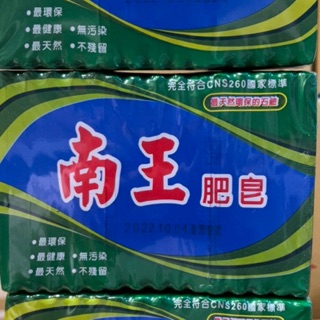 •最環保
•最健康 •無污染
•最天然 •不殘留
完全符合CNS260國家標準
最天然環保的石鹼
南王肥皂
•最環保
•最健康 •無污染
•最天然 •不殘留
完全符合CNS260國家標準